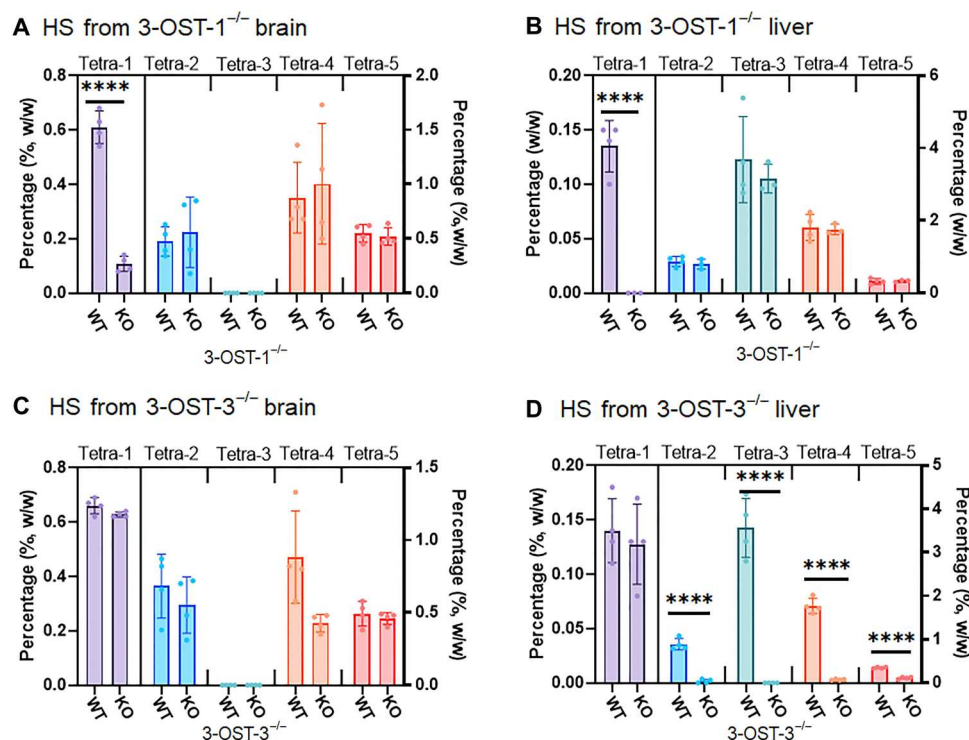 A HS from 3-OST-1⁻/⁻ brain
Tetra-1 Tetra-2 Tetra-3 Tetra-4 Tetra-5
****
Percentage (%, w/w)
0.8
0.6
0.4
0.2
0.0
2.0
1.5
1.0
0.5
0.0
Percentage (%,w/w)
WT KO WT KO WT KO WT KO WT KO
3-OST-1⁻/⁻
B HS from 3-OST-1⁻/⁻ liver
Tetra-1 Tetra-2 Tetra-3 Tetra-4 Tetra-5
****
Percentage (w/w)
0.20
0.15
0.10
0.05
0.00
6
4
2
0
Percentage (w/w)
WT KO WT KO WT KO WT KO WT KO
3-OST-1⁻/⁻
C HS from 3-OST-3⁻/⁻ brain
Tetra-1 Tetra-2 Tetra-3 Tetra-4 Tetra-5
Percentage (%, w/w)
0.8
0.6
0.4
0.2
0.0
1.5
1.0
0.5
0.0
Percentage (%, w/w)
WT KO WT KO WT KO WT KO WT KO
3-OST-3⁻/⁻
D HS from 3-OST-3⁻/⁻ liver
Tetra-1 Tetra-2 Tetra-3 Tetra-4 Tetra-5
**** **** **** ****
Percentage (%, w/w)
0.20
0.15
0.10
0.05
0.00
5
4
3
2
1
0
Percentage (%, w/w)
WT KO WT KO WT KO WT KO WT KO
3-OST-3⁻/⁻